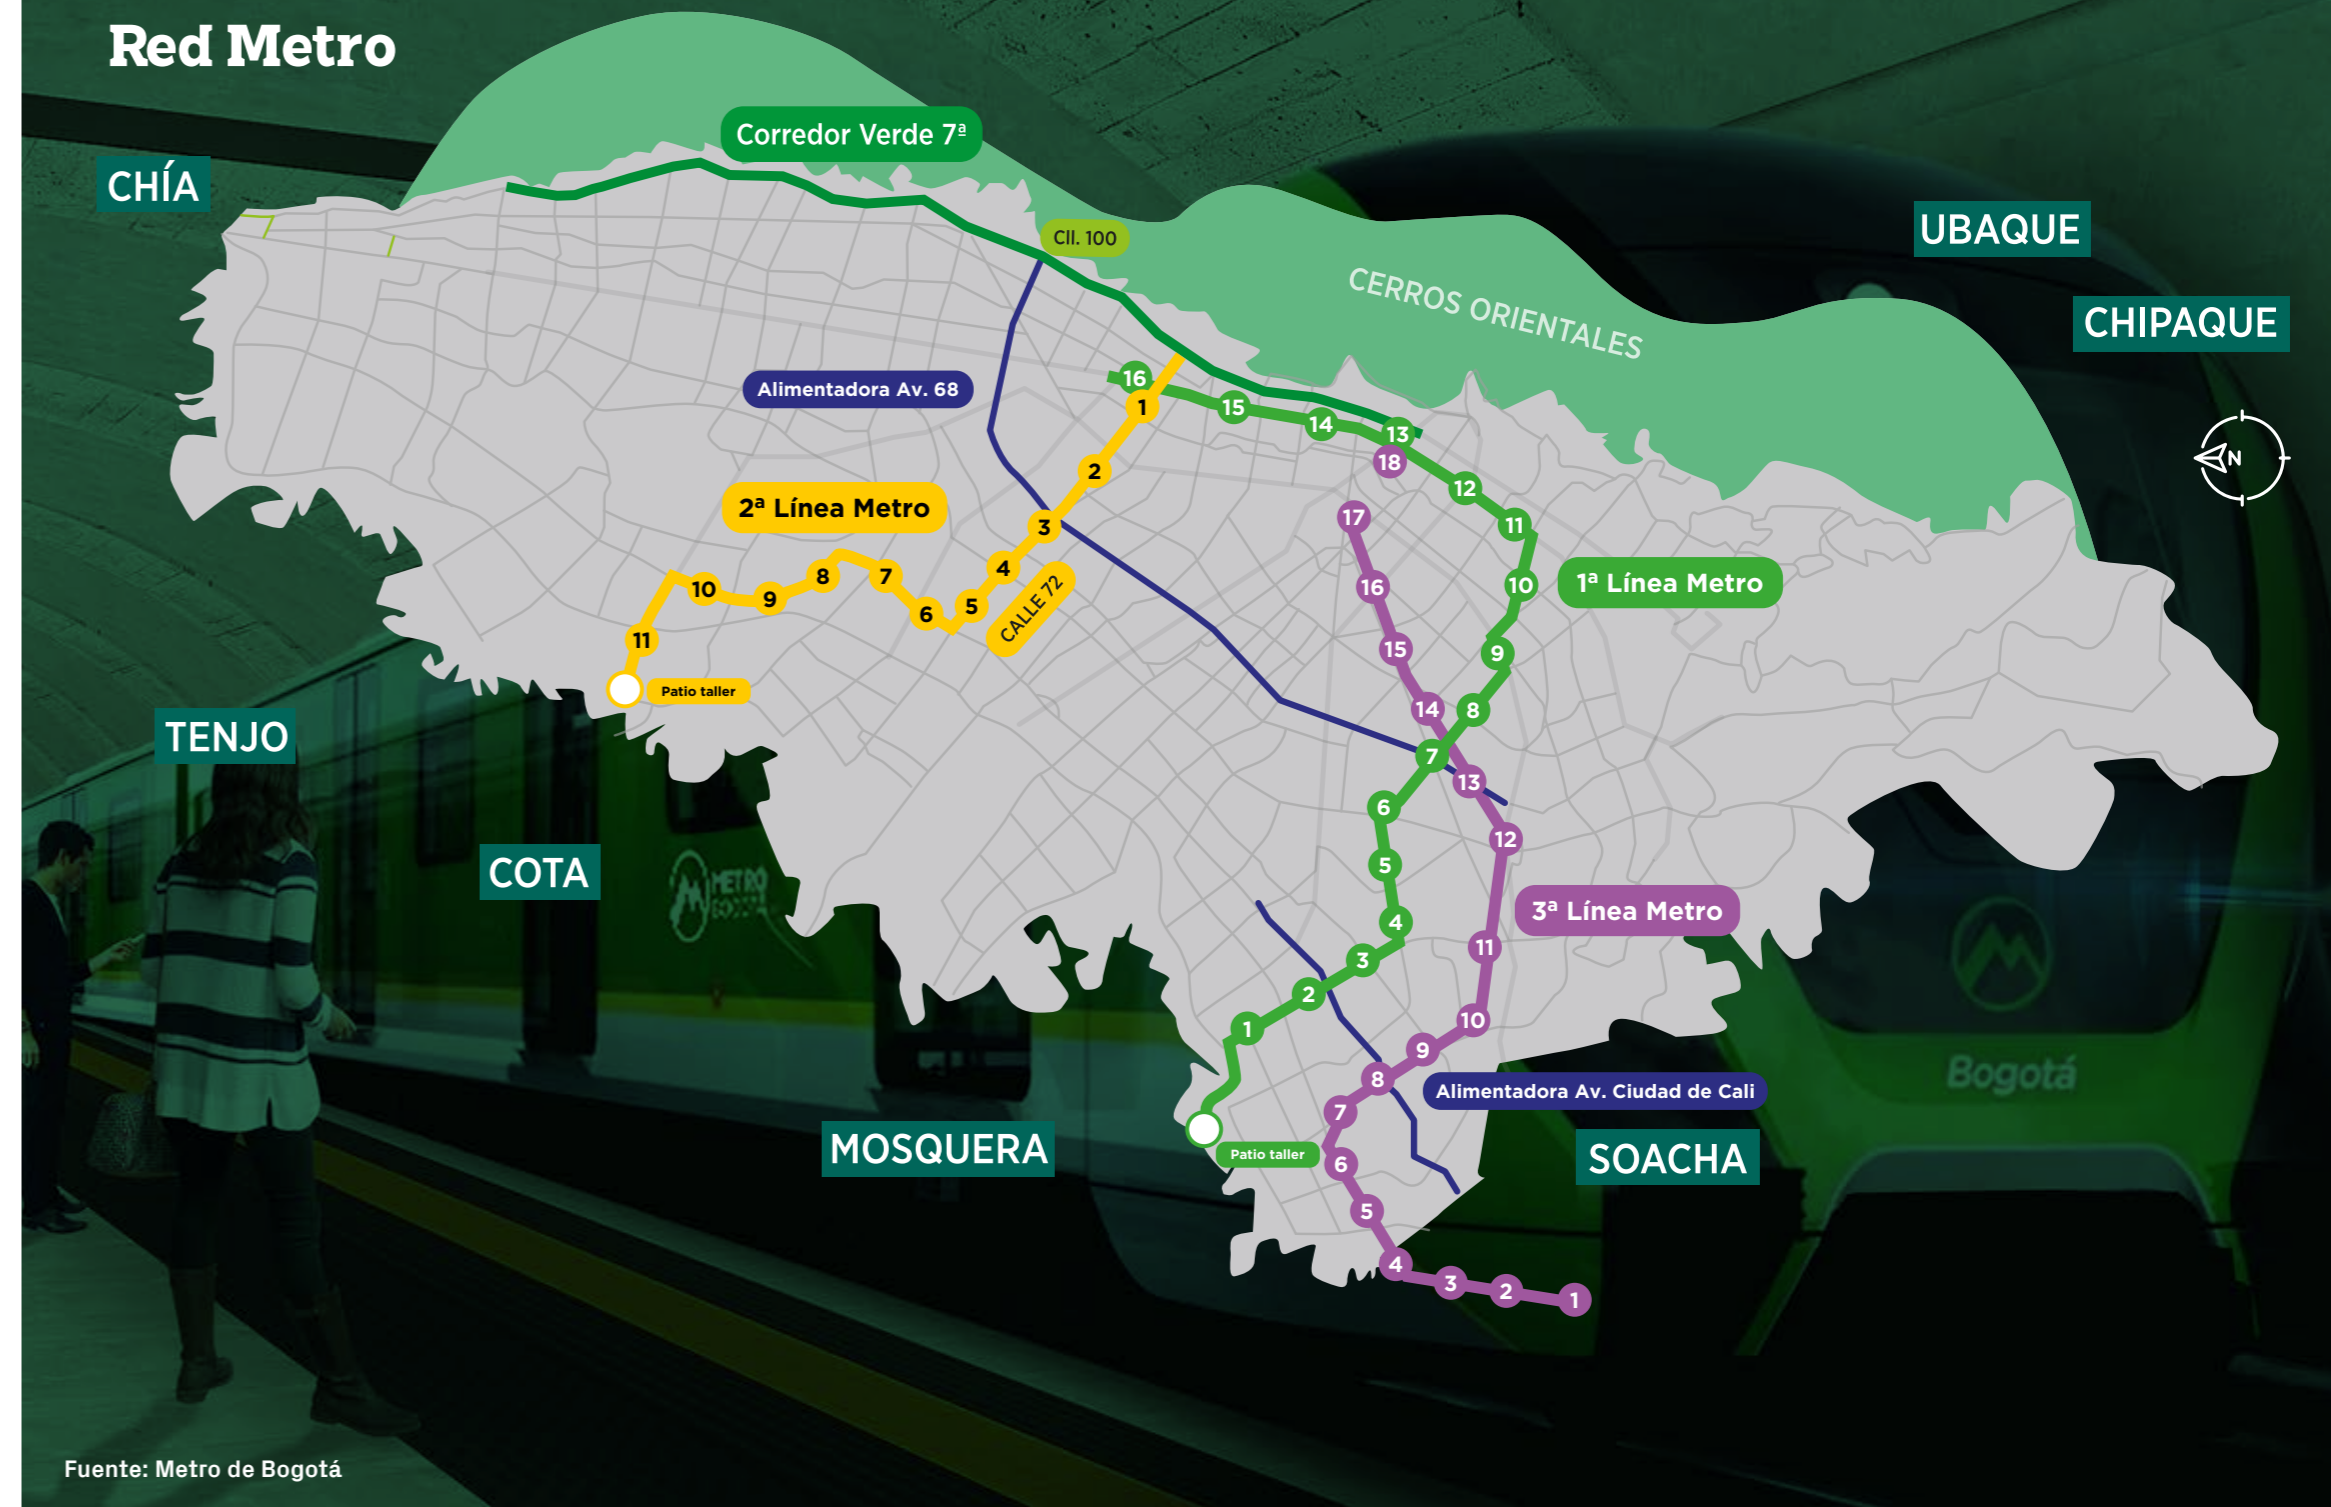 Red Metro
Corredor Verde 7ª
CHÍA
UBAQUE
Cll. 100
CERROS ORIENTALES
CHIPAQUE
16
Alimentadora Av. 68
1
15
14
13
18
N
2
12
2ª Línea Metro
17
11
3
4
7
8
10
9
5
6
CALLE 72
16
10
1ª Línea Metro
11
15
9
Patio taller
14
8
TENJO
7
13
6
12
METRO
COTA
5
3ª Línea Metro
4
11
3
2
10
1
9
Bogotá
8
Alimentadora Av. Ciudad de Cali
7
MOSQUERA
Patio taller
6
SOACHA
5
4
3
2
1
Fuente: Metro de Bogotá